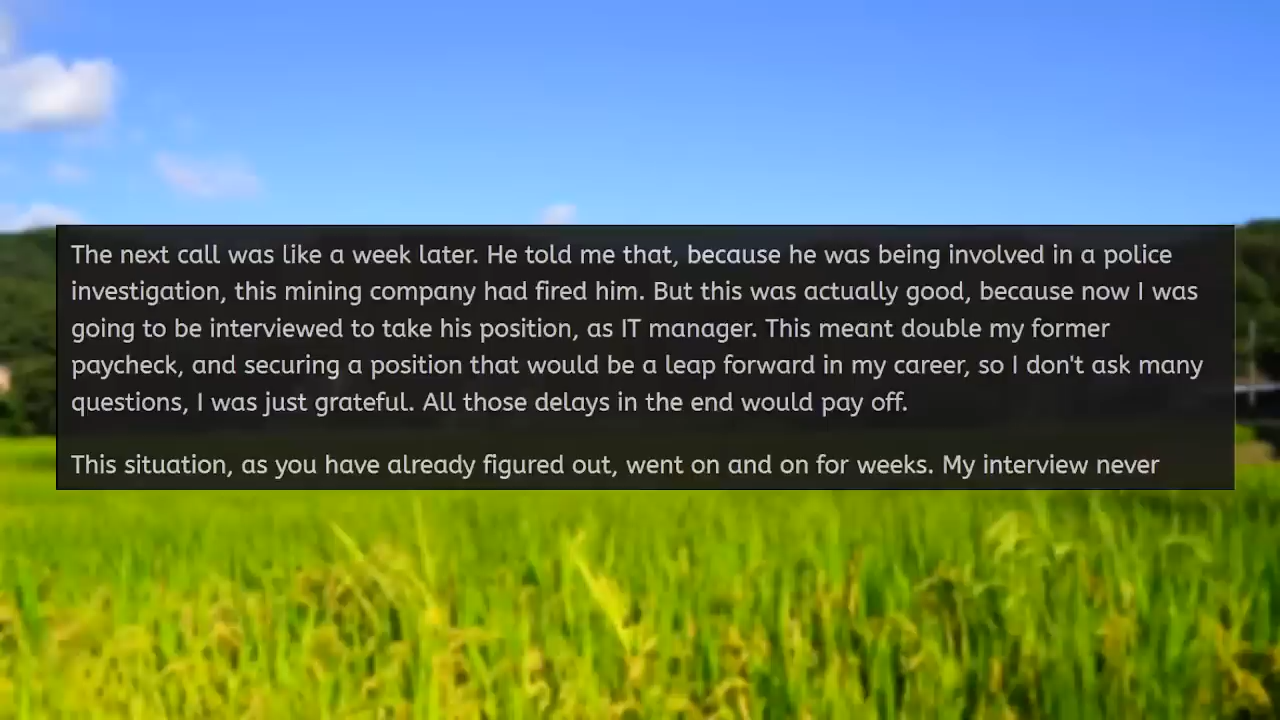 The next call was like a week later. He told me that, because he was being involved in a police
investigation, this mining company had fired him. But this was actually good, because now I was
going to be interviewed to take his position, as IT manager. This meant double my former
paycheck, and securing a position that would be a leap forward in my career, so I don't ask many
questions, I was just grateful. All those delays in the end would pay off.
This situation, as you have already figured out, went on and on for weeks. My interview never